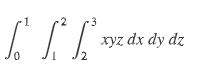 ∫₀¹ ∫₁² ∫₂³ xyz dx dy dz